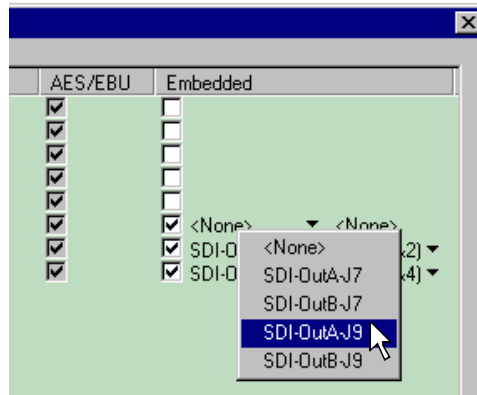 AES/EBU Embedded
<None> <None>
SDI-O 2) 
SDI-O 4)
<None>
SDI-OutA-J7
SDI-OutB-J7
SDI-OutA-J9
SDI-OutB-J9